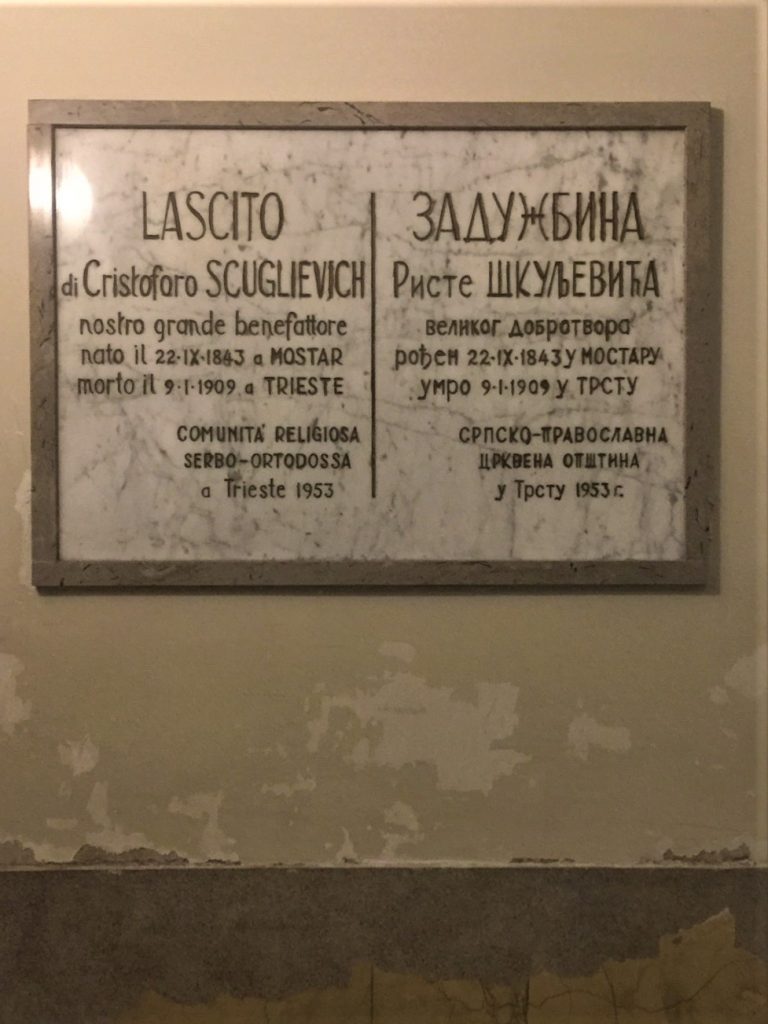 LASCITO
di Cristoforo SCUGLIEVICH
nostro grande benefattore
nato il 22·IX·1843 a MOSTAR
morto il 9·I·1909 a TRIESTE
COMUNITA' RELIGIOSA
SERBO-ORTODOSSA
a Trieste 1953
ЗАДУЖБИНА
Ристе ШКУЉЕВИЋА
великог добротвора
рођен 22·IX·1843 у МОСТАРУ
умро 9·I·1909 у ТРСТУ
СРПСКО-ПРАВОСЛАВНА
ЦРКВЕНА ОПШТИНА
у Трсту 1953 г.